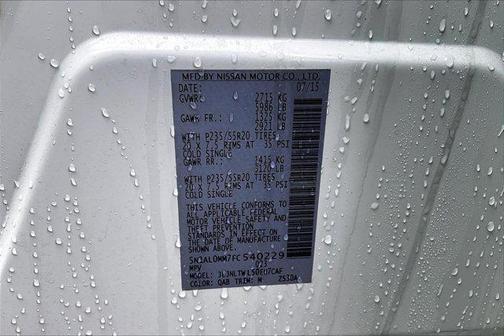 MFD BY NISSAN MOTOR CO., LTD.
DATE: 07/15
GVWR: 2715 KG
5986 LB
GAWR FR.: 1325 KG
2921 LB
WITH P235/55R20 TIRES
20 X 7.5 RIMS AT 35 PSI
COLD SINGLE
GAWR RR.: 1415 KG
3120 LB
WITH P235/55R20 TIRES
20 X 7.5 RIMS AT 35 PSI
COLD SINGLE
THIS VEHICLE CONFORMS TO
ALL APPLICABLE FEDERAL
MOTOR VEHICLE SAFETY AND
THEFT PREVENTION
STANDARDS IN EFFECT ON
THE DATE OF MANUFACTURE
SHOWN ABOVE.
5N1AL0MM7FC540229
MPV 073
MODEL:
COLOR: QAB TRIM: